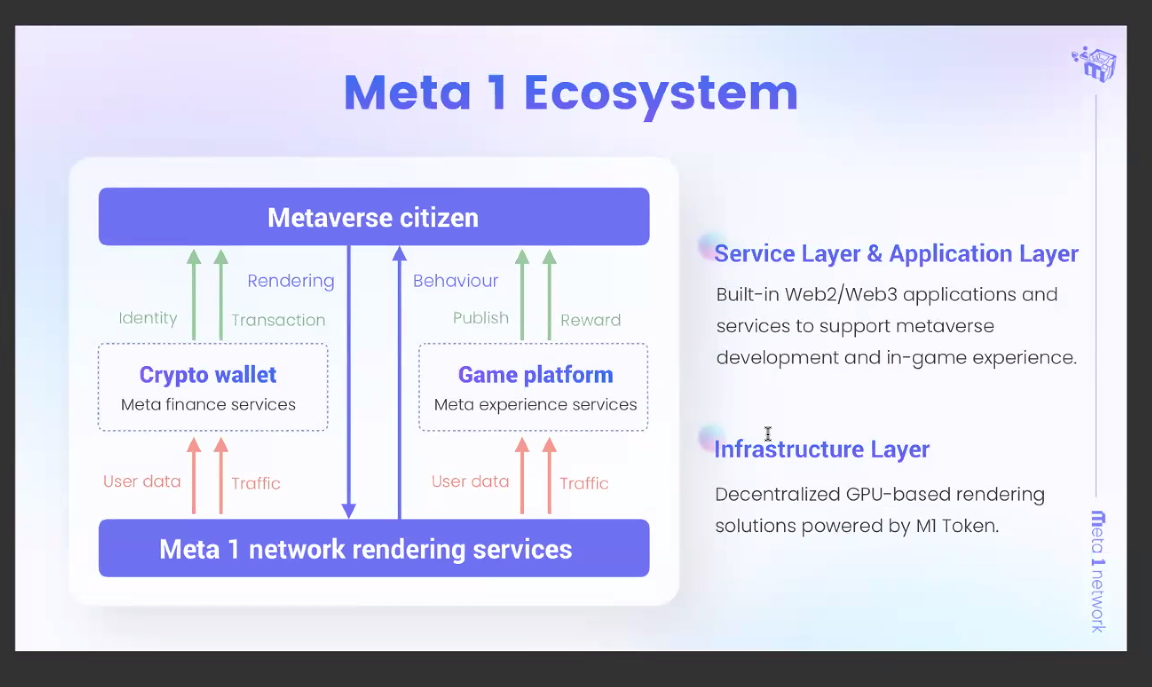 Meta 1 Ecosystem
Metaverse citizen
Rendering
Behaviour
Identity
Transaction
Publish
Reward
Crypto wallet
Meta finance services
Game platform
Meta experience services
User data
Traffic
User data
Traffic
Meta 1 network rendering services
Service Layer & Application Layer
Built-in Web2/Web3 applications and
services to support metaverse
development and in-game experience.
Infrastructure Layer
Decentralized GPU-based rendering
solutions powered by M1 Token.
Meta 1 network